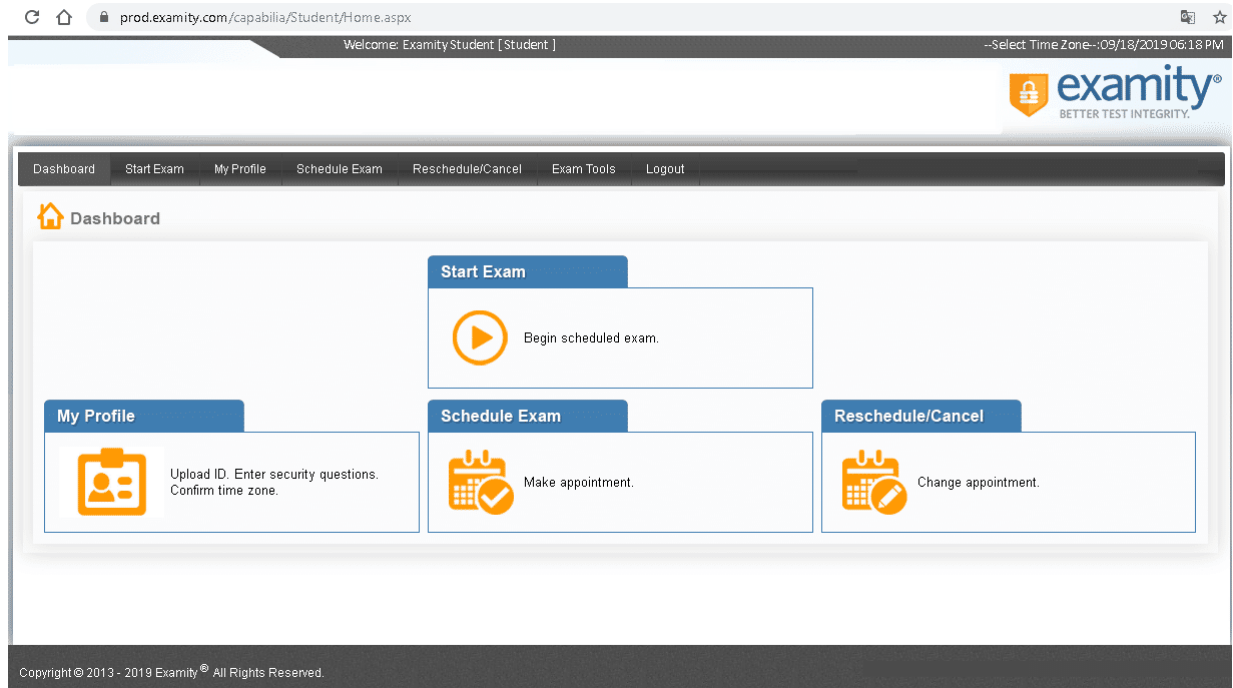 prod.examity.com/capabilia/Student/Home.aspx
Welcome: Examity Student [ Student ]
--Select Time Zone--:09/18/2019 06:18 PM
examity®
BETTER TEST INTEGRITY.
Dashboard Start Exam My Profile Schedule Exam Reschedule/Cancel Exam Tools Logout
Dashboard
Start Exam
Begin scheduled exam.
My Profile
Upload ID. Enter security questions.
Confirm time zone.
Schedule Exam
Make appointment.
Reschedule/Cancel
Change appointment.
Copyright © 2013 - 2019 Examity ® All Rights Reserved.